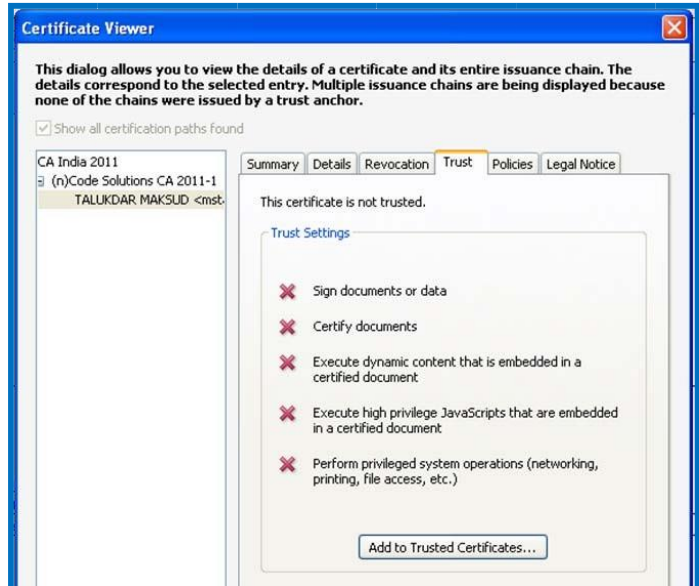 Certificate Viewer
This dialog allows you to view the details of a certificate and its entire issuance chain. The
details correspond to the selected entry. Multiple issuance chains are being displayed because
none of the chains were issued by a trust anchor.
Show all certification paths found
CA India 2011
(n)Code Solutions CA 2011-1
TALUKDAR MAKSUD <mst.
Summary Details Revocation Trust Policies Legal Notice
This certificate is not trusted.
Trust Settings
Sign documents or data
Certify documents
Execute dynamic content that is embedded in a
certified document
Execute high privilege JavaScripts that are embedded
in a certified document
Perform privileged system operations (networking,
printing, file access, etc.)
Add to Trusted Certificates...